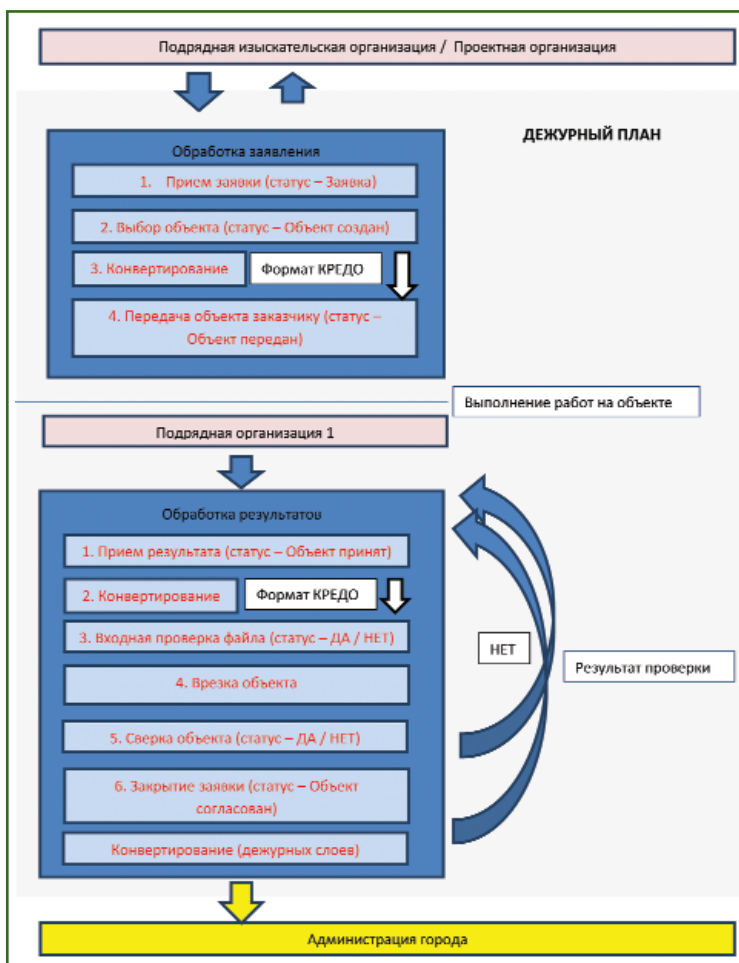 Подрядная изыскательская организация / Проектная организация
ДЕЖУРНЫЙ ПЛАН
Обработка заявления
1. Прием заявки (статус – Заявка)
2. Выбор объекта (статус – Объект создан)
3. Конвертирование
Формат КРЕДО
4. Передача объекта заказчику (статус –
Объект передан)
Выполнение работ на объекте
Подрядная организация 1
Обработка результатов
1. Прием результата (статус – Объект принят)
2. Конвертирование
Формат КРЕДО
3. Входная проверка файла (статус – ДА / НЕТ)
НЕТ
Результат проверки
4. Врезка объекта
5. Сверка объекта (статус – ДА / НЕТ)
6. Закрытие заявки (статус – Объект
согласован)
Конвертирование (дежурных слоев)
Администрация города